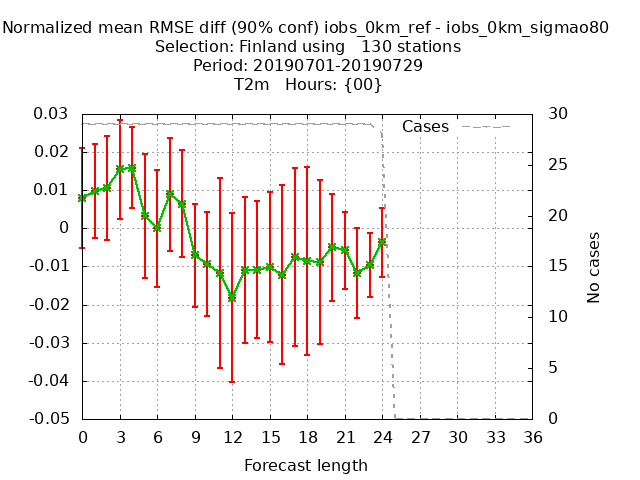 Normalized mean RMSE diff (90% conf) iobs_0km_ref - iobs_0km_sigmao80
Selection: Finland using 130 stations
Period: 20190701-20190729
T2m Hours: {00}
Cases
0.03
0.02
0.01
0
-0.01
-0.02
-0.03
-0.04
-0.05
30
25
20
15
10
5
0
No cases
0 3 6 9 12 15 18 21 24 27 30 33 36
Forecast length